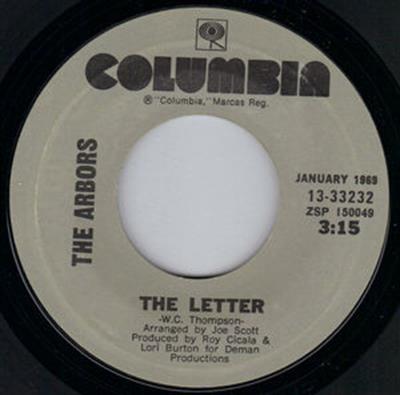 COLUMBIA
® "Columbia," Marcas Reg.
THE ARBORS
JANUARY 1969
13-33232
ZSP 150049
3:15
THE LETTER
-W.C. Thompson-
Arranged by Joe Scott
Produced by Roy Cicala &
Lori Burton for Deman
Productions